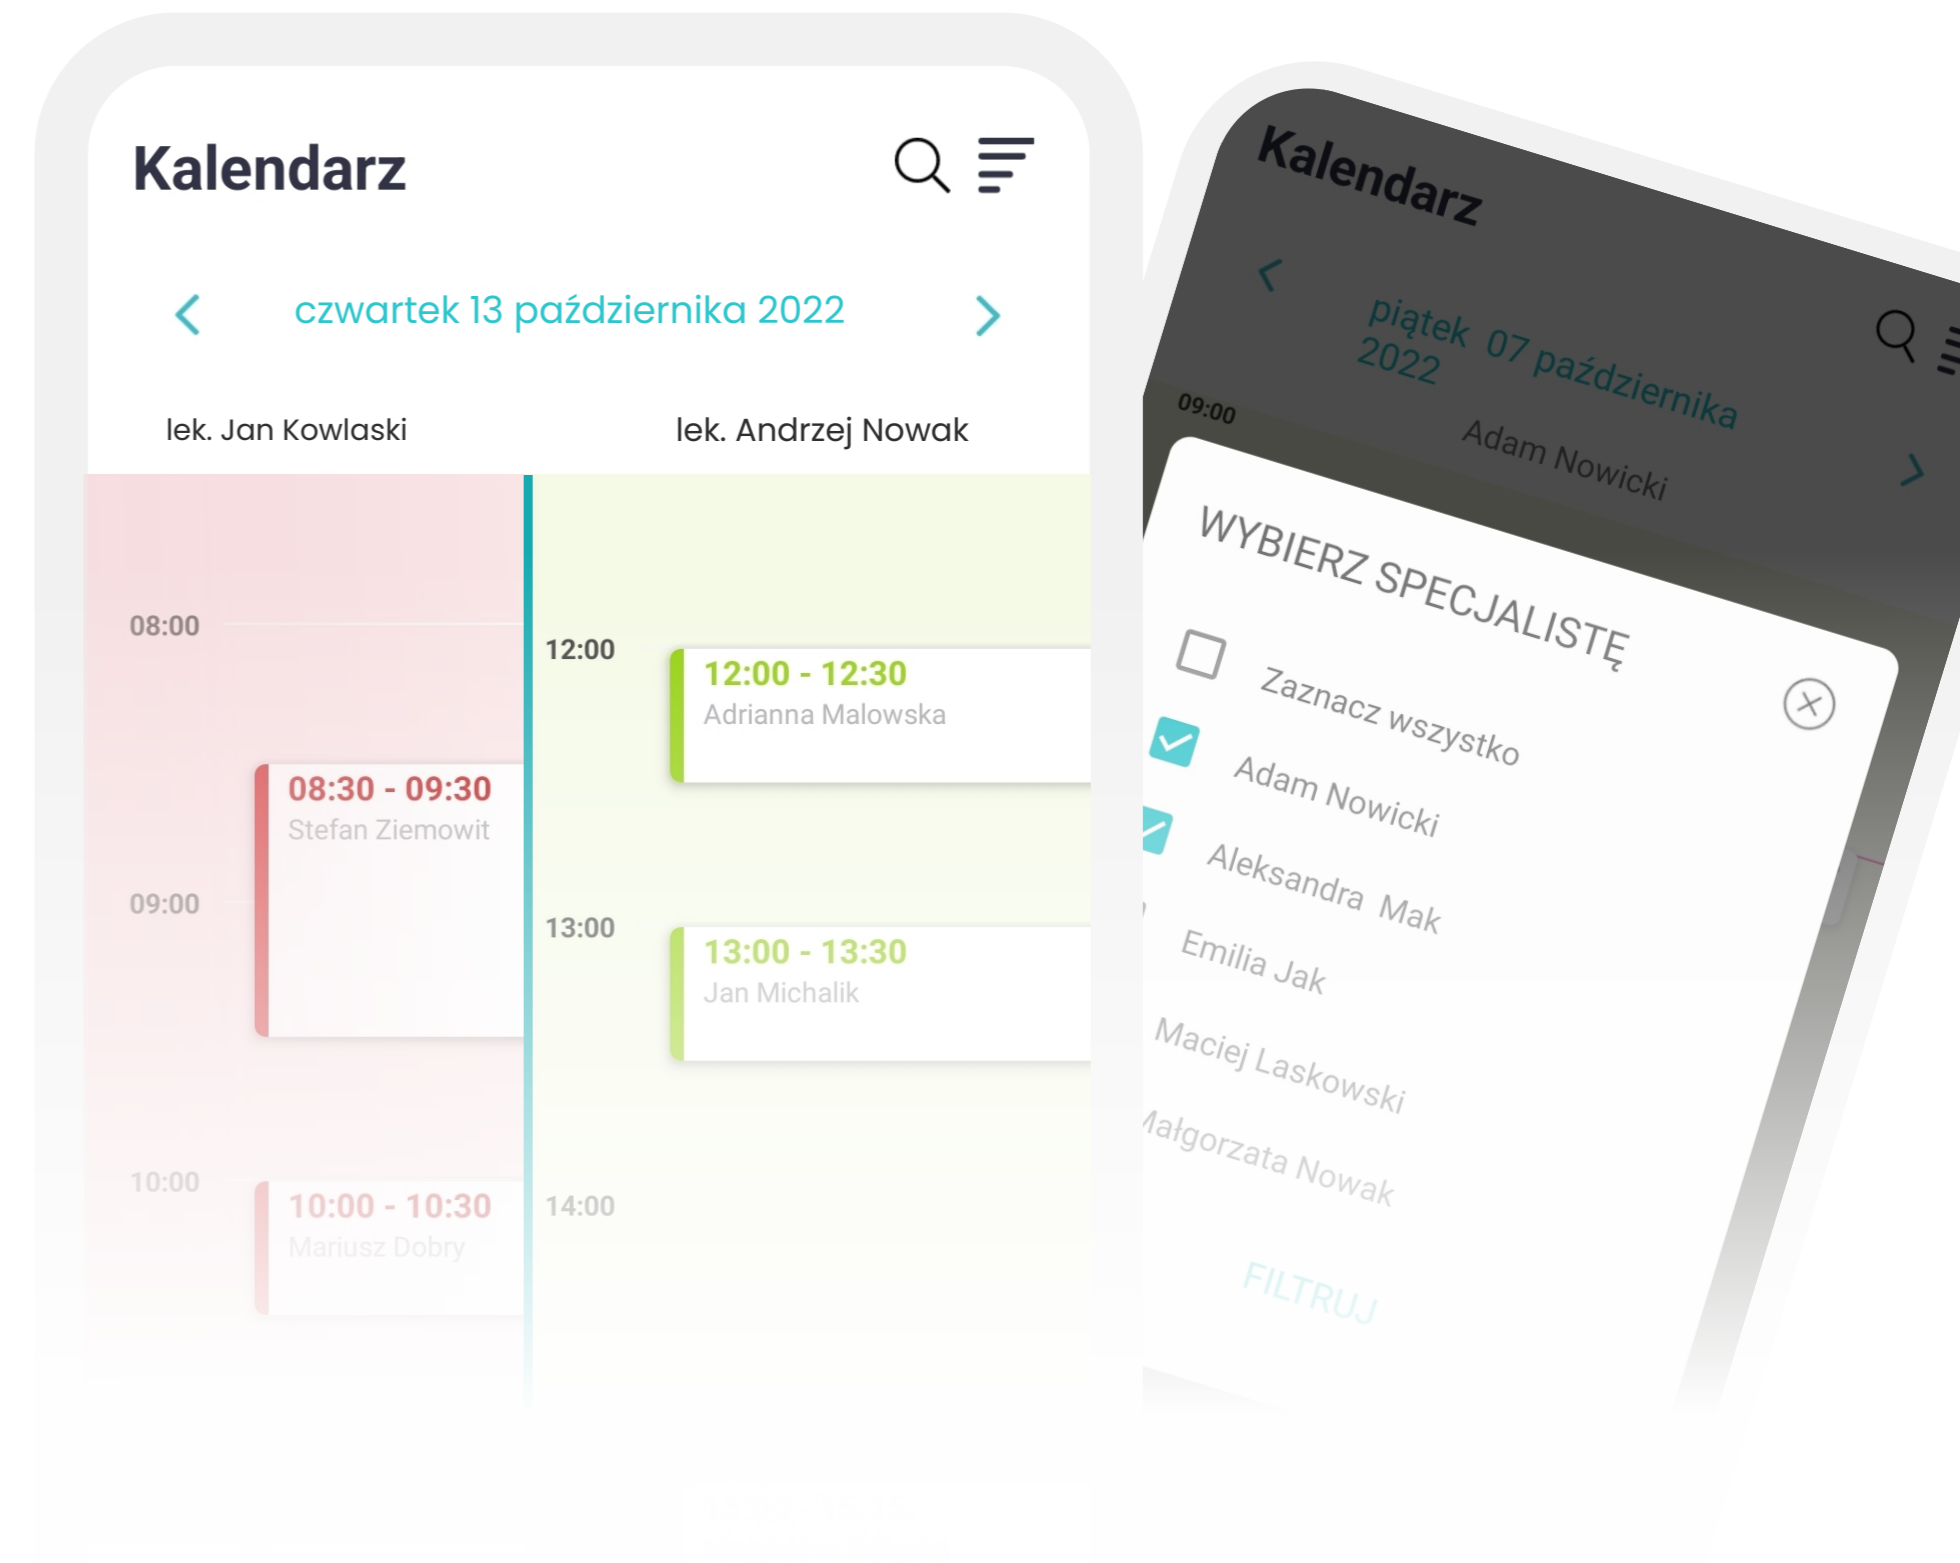 Kalendarz
czwartek 13 października 2022
lek. Jan Kowlaski
lek. Andrzej Nowak
08:00
08:30 - 09:30
Stefan Ziemowit
09:00
10:00
10:00 - 10:30
Mariusz Dobry
12:00
12:00 - 12:30
Adrianna Malowska
13:00
13:00 - 13:30
Jan Michalik
14:00
Kalendarz
piątek 07 października
2022
09:00
Adam Nowicki
WYBIERZ SPECJALISTĘ
Zaznacz wszystko
Adam Nowicki
Aleksandra Mak
Emilia Jak
Maciej Laskowski
Małgorzata Nowak
FILTRUJ